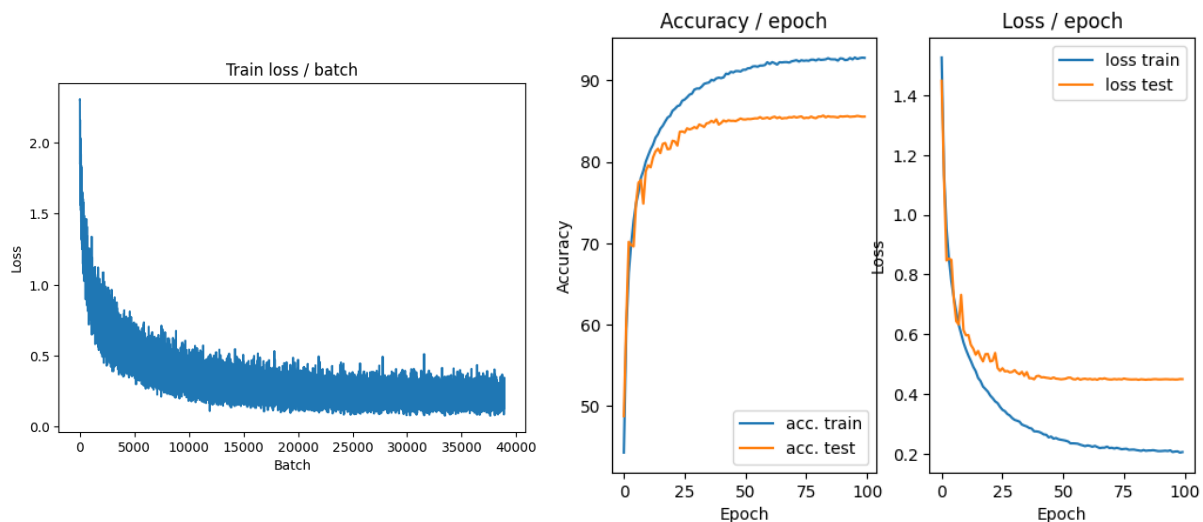 Train loss / batch
Loss
2.0
1.5
1.0
0.5
0.0
0 5000 10000 15000 20000 25000 30000 35000 40000
Batch
Accuracy / epoch
Accuracy
90
80
70
60
50
acc. train
acc. test
0 25 50 75 100
Epoch
Loss / epoch
Loss
1.4
1.2
1.0
0.8
0.6
0.4
0.2
loss train
loss test
0 25 50 75 100
Epoch